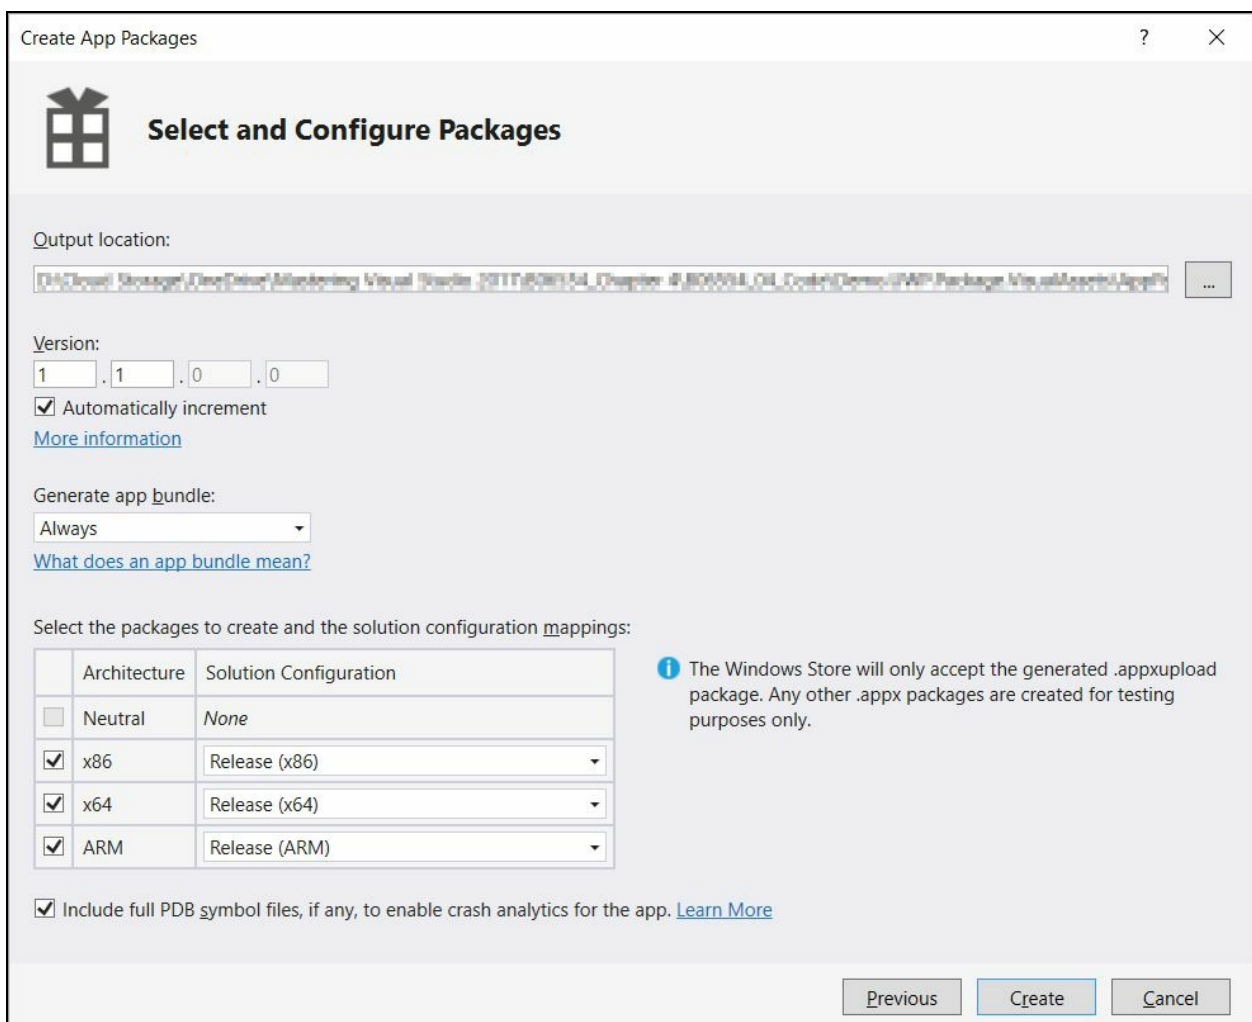 Create App Packages ?
Select and Configure Packages
Output location:
...
Version:
1 . 1 . 0 . 0
Automatically increment
More information
Generate app bundle:
Always
What does an app bundle mean?
Select the packages to create and the solution configuration mappings:
Architecture Solution Configuration
Neutral None
x86 Release (x86)
x64 Release (x64)
ARM Release (ARM)
The Windows Store will only accept the generated .appxupload
package. Any other .appx packages are created for testing
purposes only.
Include full PDB symbol files, if any, to enable crash analytics for the app. Learn More
Previous Create Cancel